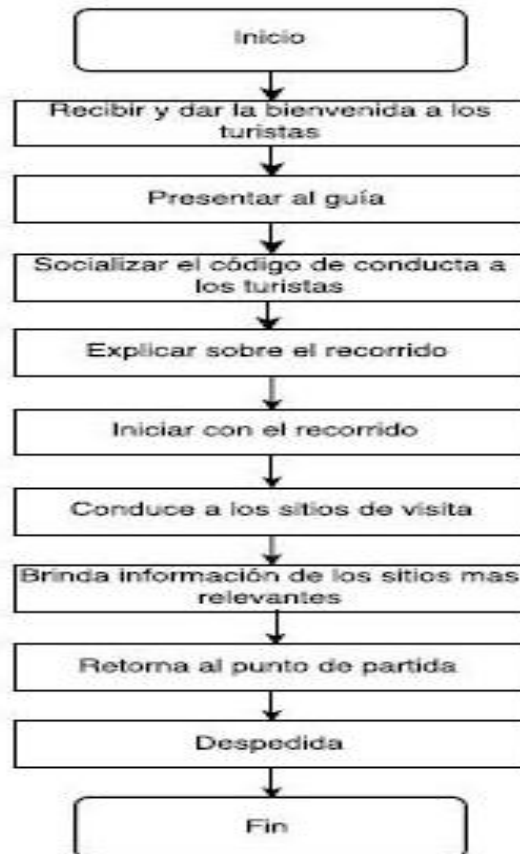 Inicio
Recibir y dar la bienvenida a los
turistas
Presentar al guía
Socializar el código de conducta a
los turistas
Explicar sobre el recorrido
Iniciar con el recorrido
Conduce a los sitios de visita
Brinda información de los sitios mas
relevantes
Retorna al punto de partida
Despedida
Fin